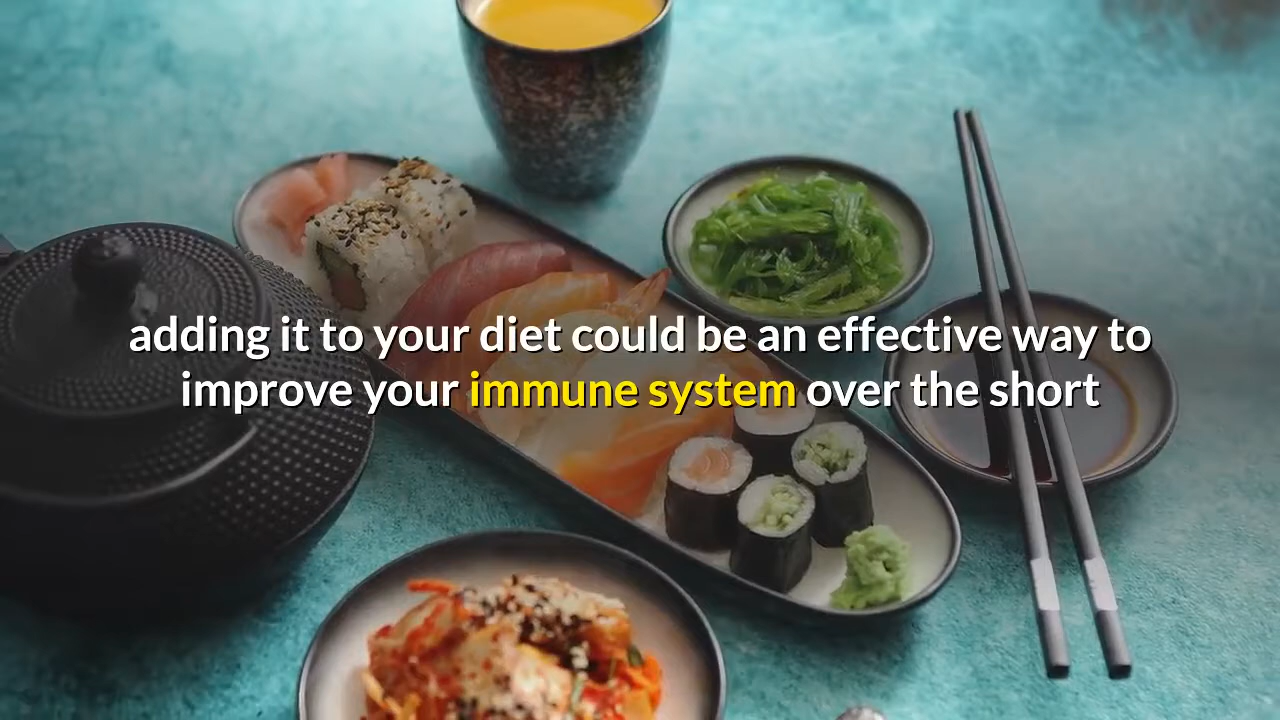 adding it to your diet could be an effective way to
improve your immune system over the short